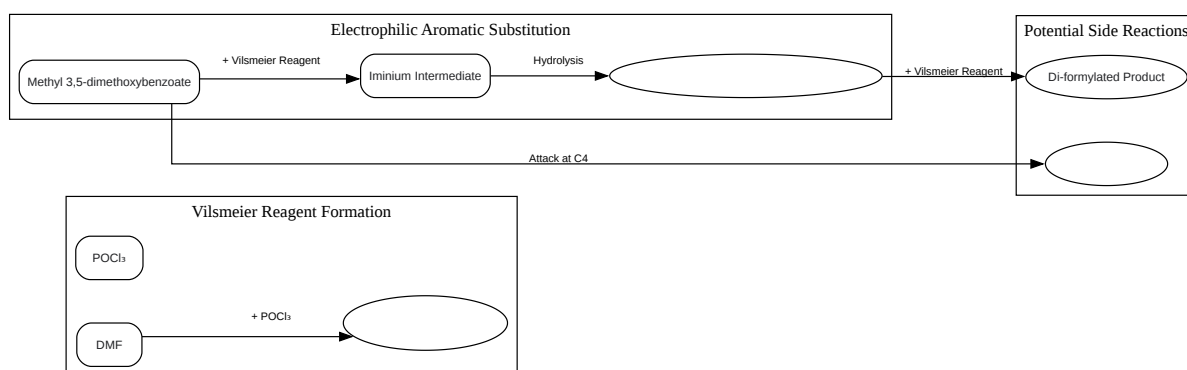 Electrophilic Aromatic Substitution
Potential Side Reactions
Methyl 3,5-dimethoxybenzoate
+ Vilsmeier Reagent
Iminium Intermediate
Hydrolysis
+ Vilsmeier Reagent
Di-formylated Product
Attack at C4
Vilsmeier Reagent Formation
POCl₃
DMF
+ POCl₃